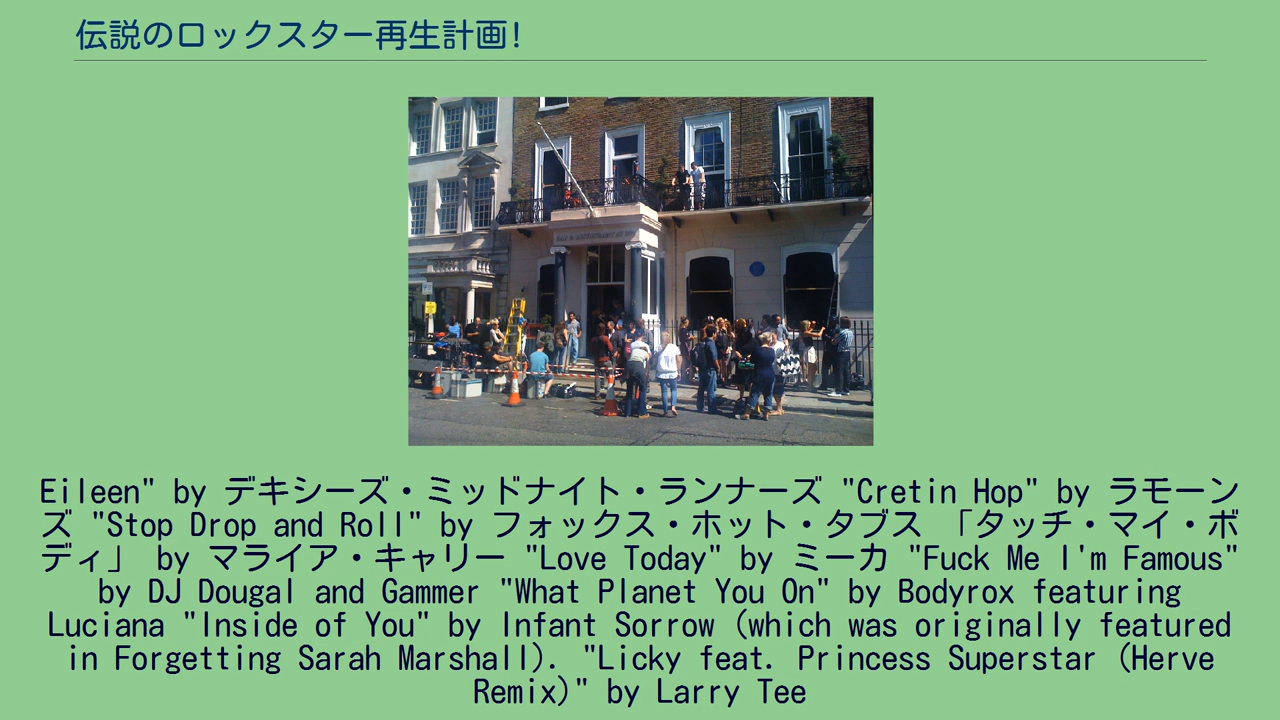 伝説のロックスター再生計画!
Eileen" by デキシーズ・ミッドナイト・ランナーズ "Cretin Hop" by ラモーン
ズ "Stop Drop and Roll" by フォックス・ホット・タブス 「タッチ・マイ・ボ
ディ」 by マライア・キャリー "Love Today" by ミーカ "Fuck Me I'm Famous"
by DJ Dougal and Gammer "What Planet You On" by Bodyrox featuring
Luciana "Inside of You" by Infant Sorrow (which was originally featured
in Forgetting Sarah Marshall). "Licky feat. Princess Superstar (Herve
Remix)" by Larry Tee